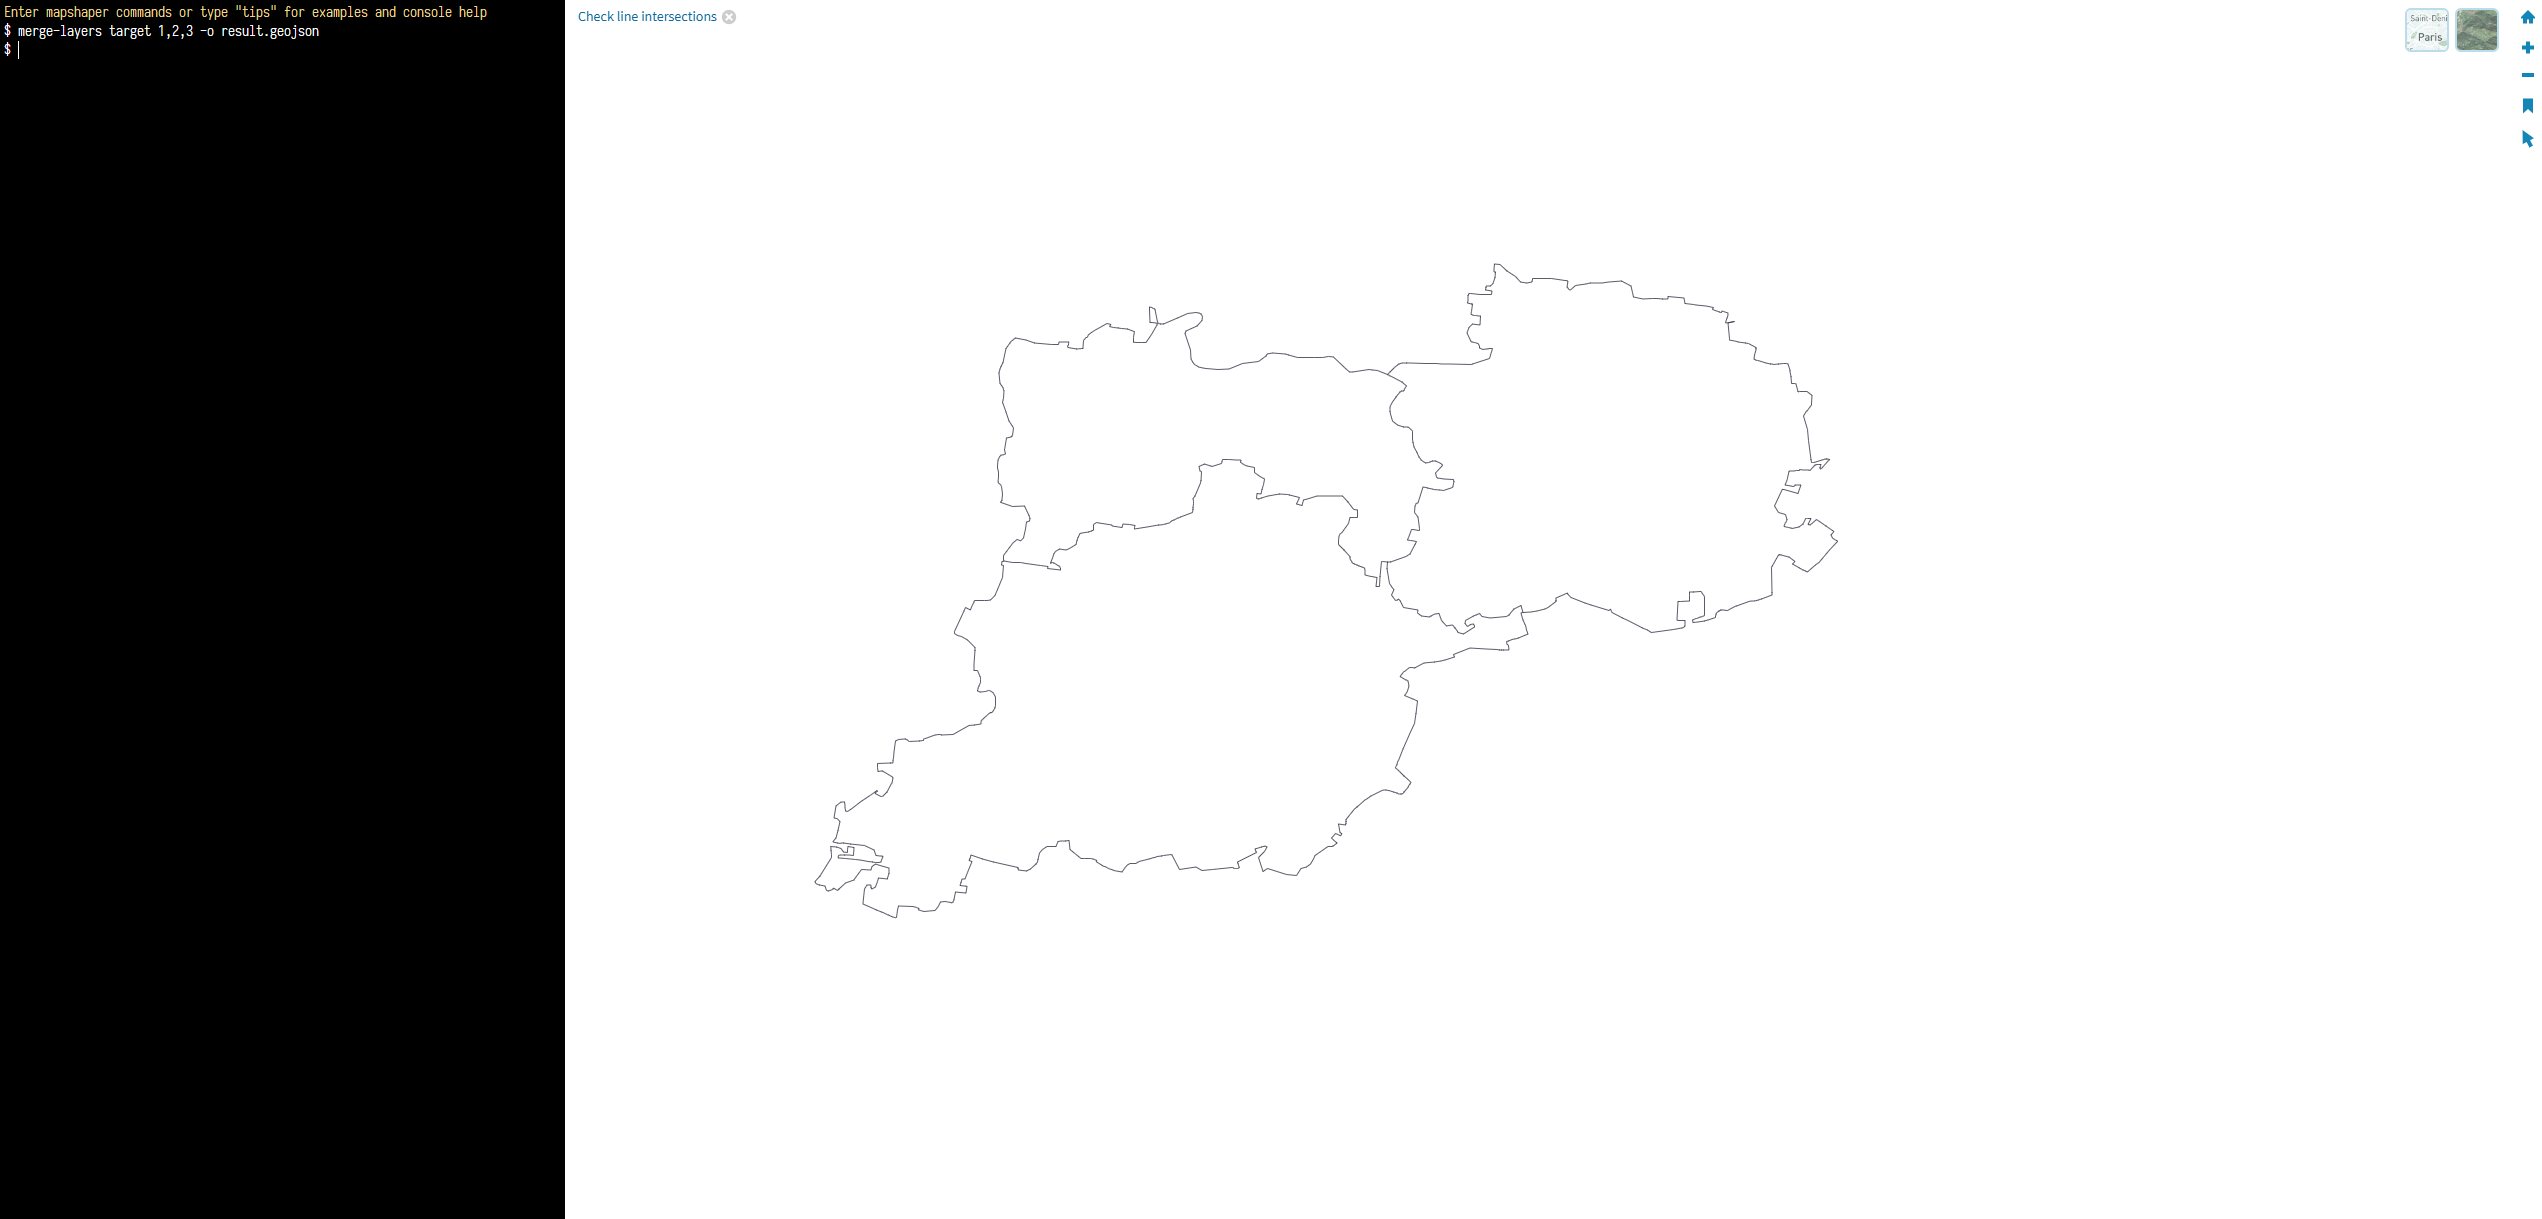 Enter mapshaper commands or type "tips" for examples and console help
$ merge-layers target 1,2,3 -o result.geojson
$
Check line intersections
Saint-Deni
Paris